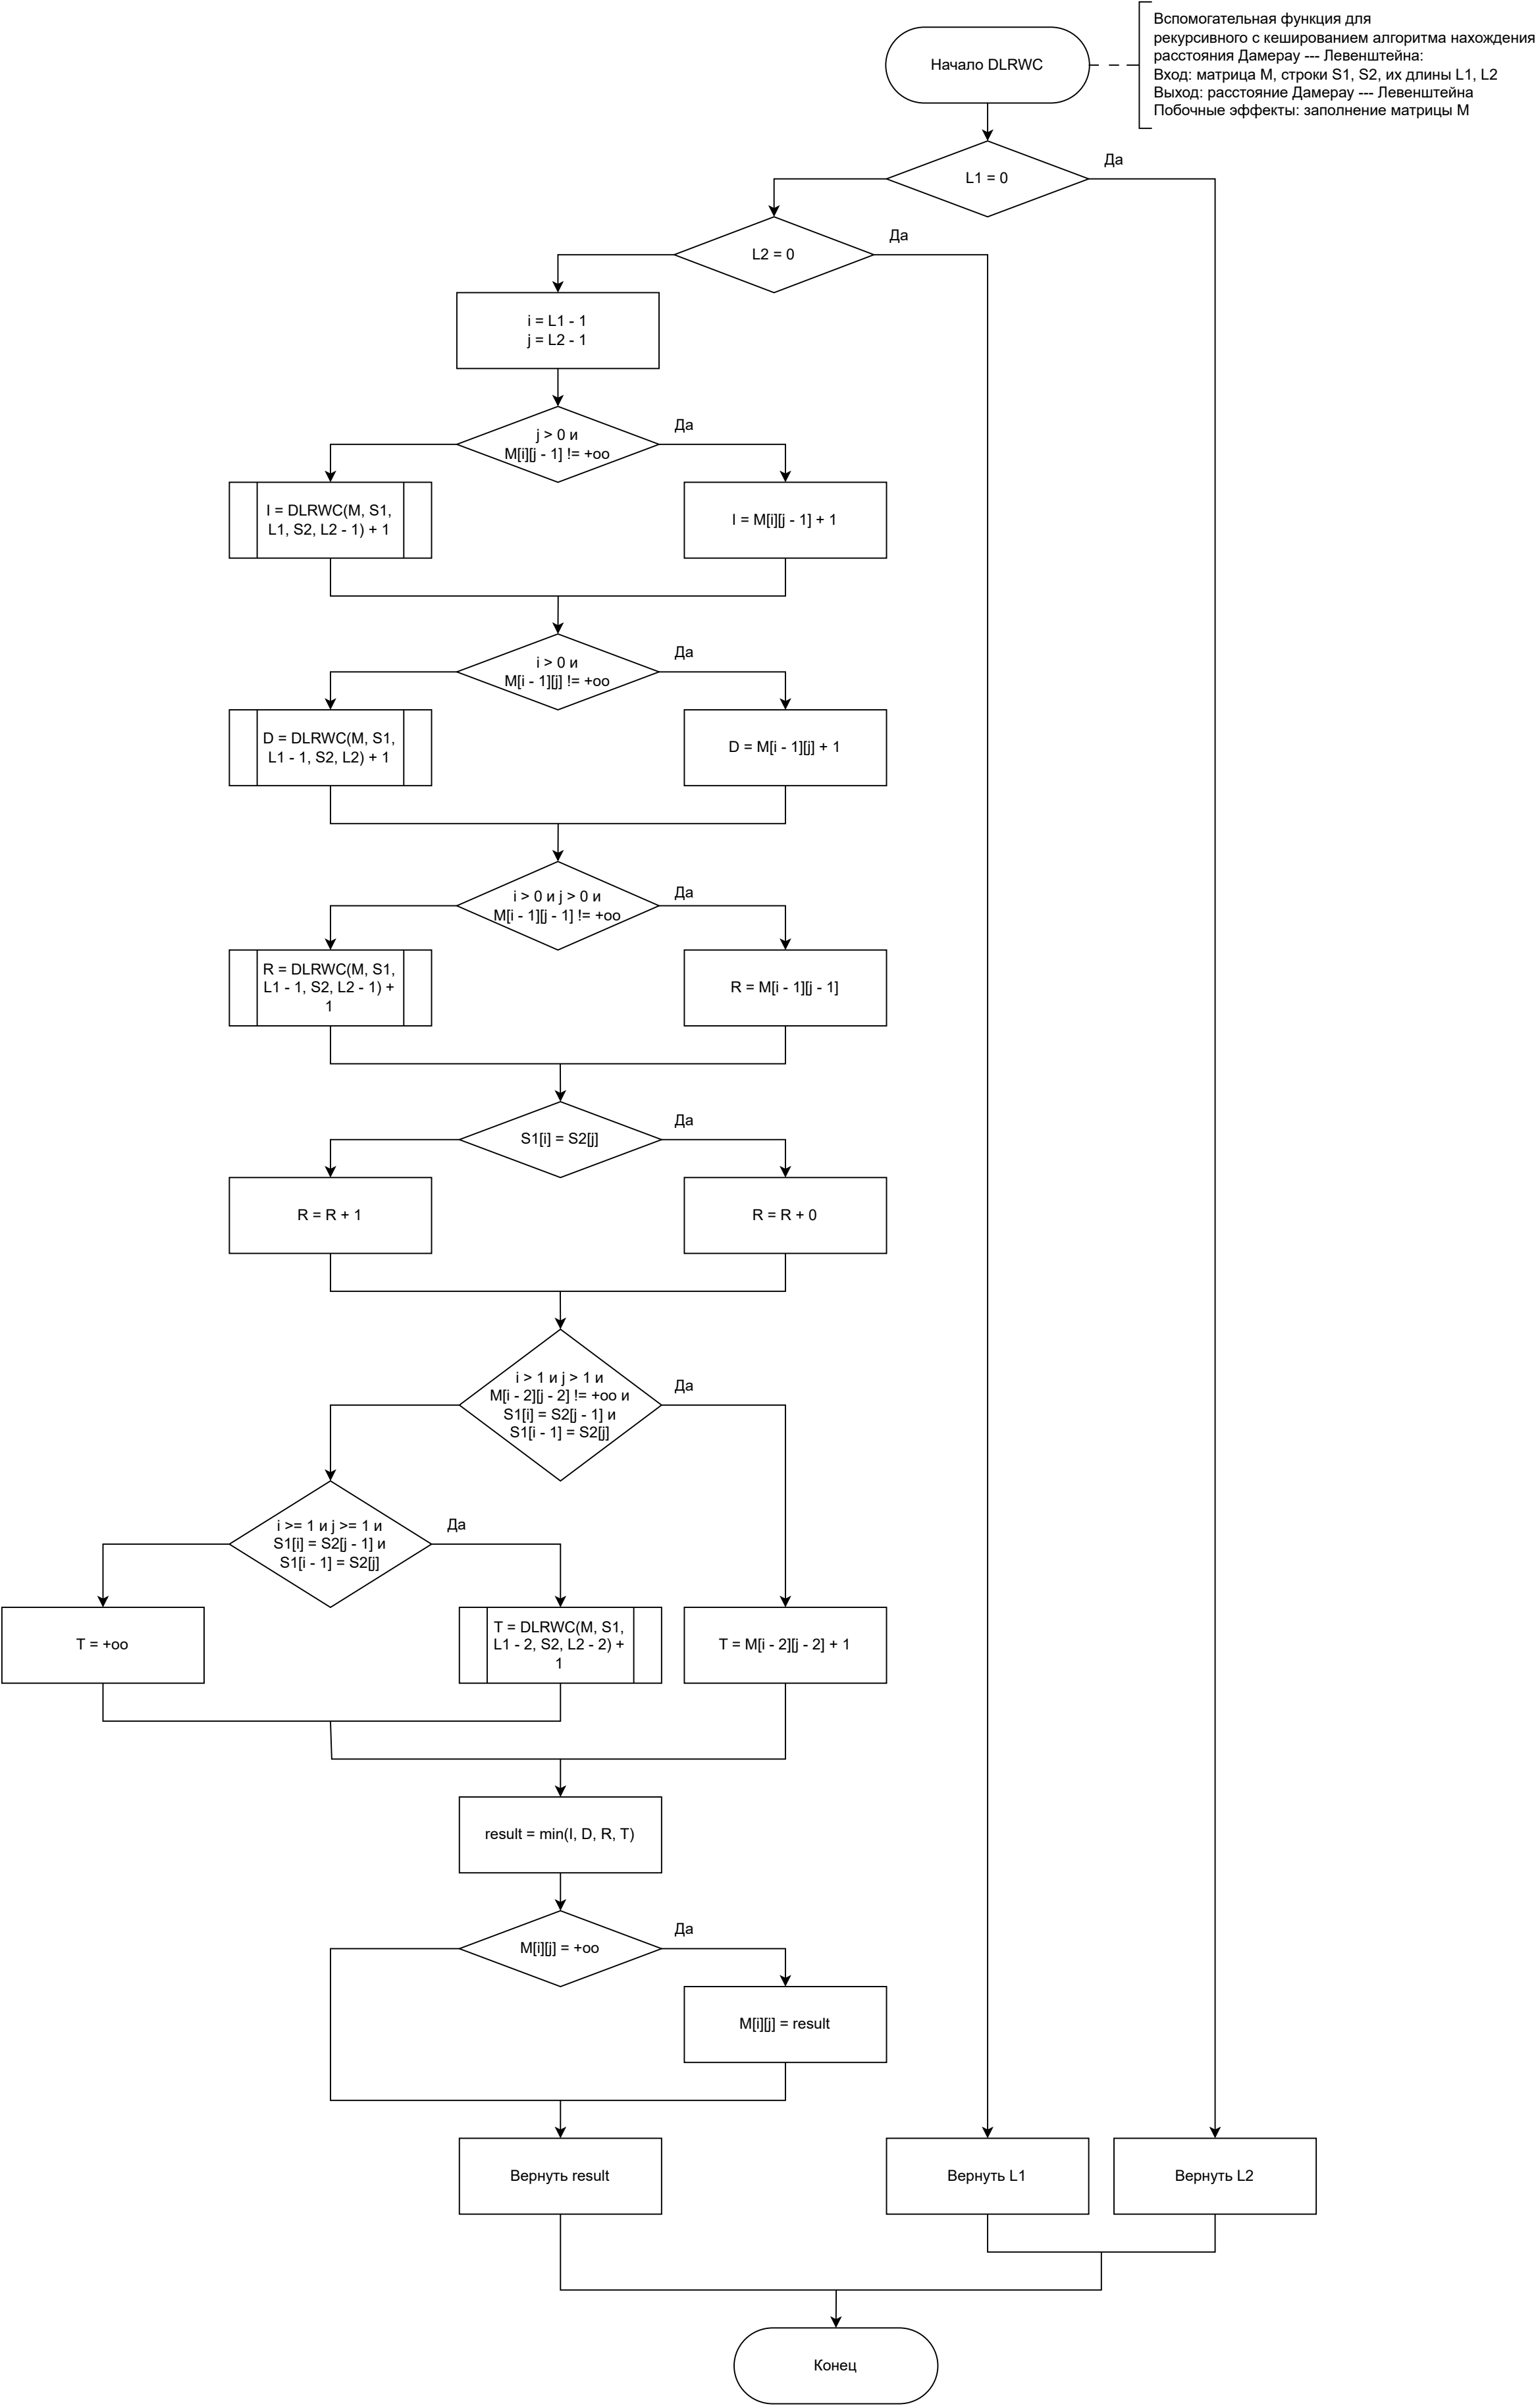 Начало DLRWC
Вспомогательная функция для
рекурсивного с кешированием алгоритма нахождения
расстояния Дамерау --- Левенштейна:
Вход: матрица M, строки S1, S2, их длины L1, L2
Выход: расстояние Дамерау --- Левенштейна
Побочные эффекты: заполнение матрицы M
L1 = 0
Да
L2 = 0
Да
i = L1 - 1
j = L2 - 1
j > 0 и
M[i][j - 1] != +oo
Да
I = DLRWC(M, S1,
L1, S2, L2 - 1) + 1
I = M[i][j - 1] + 1
i > 0 и
M[i - 1][j] != +oo
Да
D = DLRWC(M, S1,
L1 - 1, S2, L2) + 1
D = M[i - 1][j] + 1
i > 0 и j > 0 и
M[i - 1][j - 1] != +oo
Да
R = DLRWC(M, S1,
L1 - 1, S2, L2 - 1) +
1
R = M[i - 1][j - 1]
S1[i] = S2[j]
Да
R = R + 1
R = R + 0
i > 1 и j > 1 и
M[i - 2][j - 2] != +oo и
S1[i] = S2[j - 1] и
S1[i - 1] = S2[j]
Да
i >= 1 и j >= 1 и
S1[i] = S2[j - 1] и
S1[i - 1] = S2[j]
Да
T = +oo
T = DLRWC(M, S1,
L1 - 2, S2, L2 - 2) +
1
T = M[i - 2][j - 2] + 1
result = min(I, D, R, T)
M[i][j] = +oo
Да
M[i][j] = result
Вернуть result
Вернуть L1
Вернуть L2
Конец